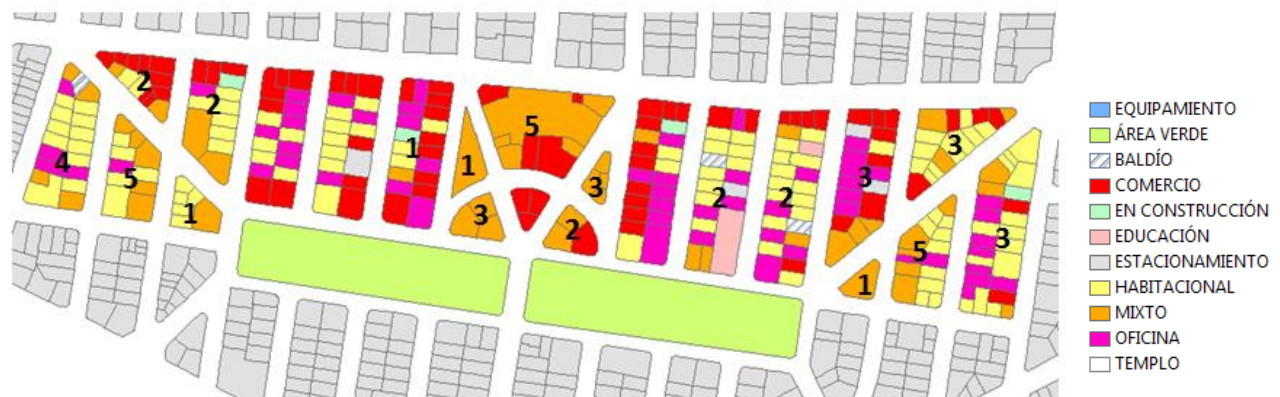 2
2
4
5
1
1
1
5
3
3
2
2
2
3
3
5
1
3
EQUIPAMIENTO
ÁREA VERDE
BALDÍO
COMERCIO
EN CONSTRUCCIÓN
EDUCACIÓN
ESTACIONAMIENTO
HABITACIONAL
MIXTO
OFICINA
TEMPLO